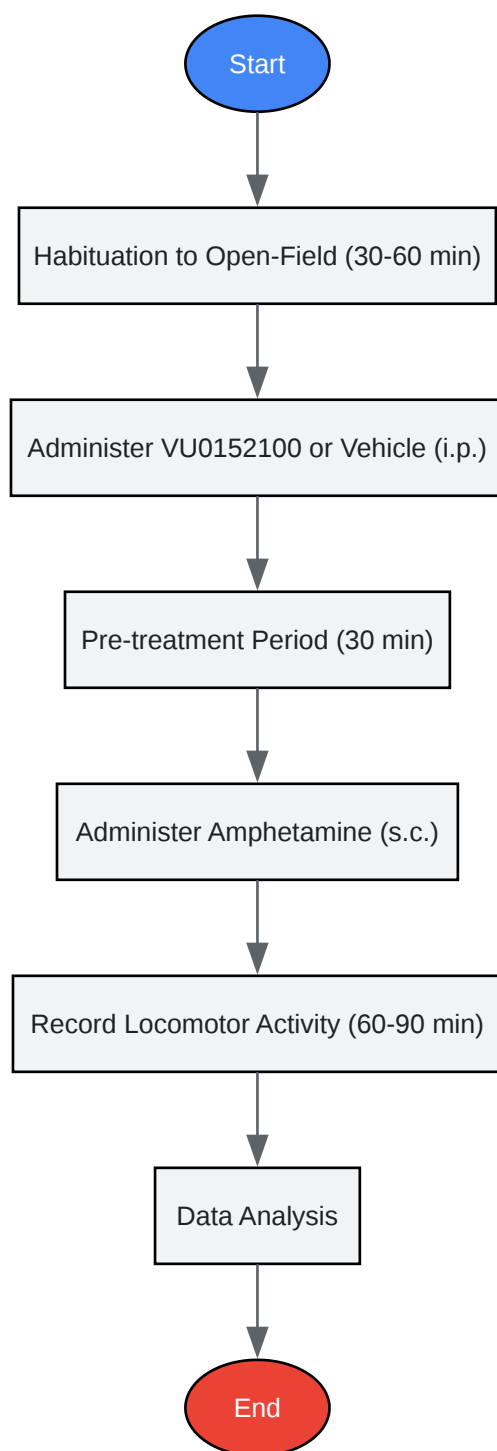 Start
Habituation to Open-Field (30-60 min)
Administer VU0152100 or Vehicle (i.p.)
Pre-treatment Period (30 min)
Administer Amphetamine (s.c.)
Record Locomotor Activity (60-90 min)
Data Analysis
End